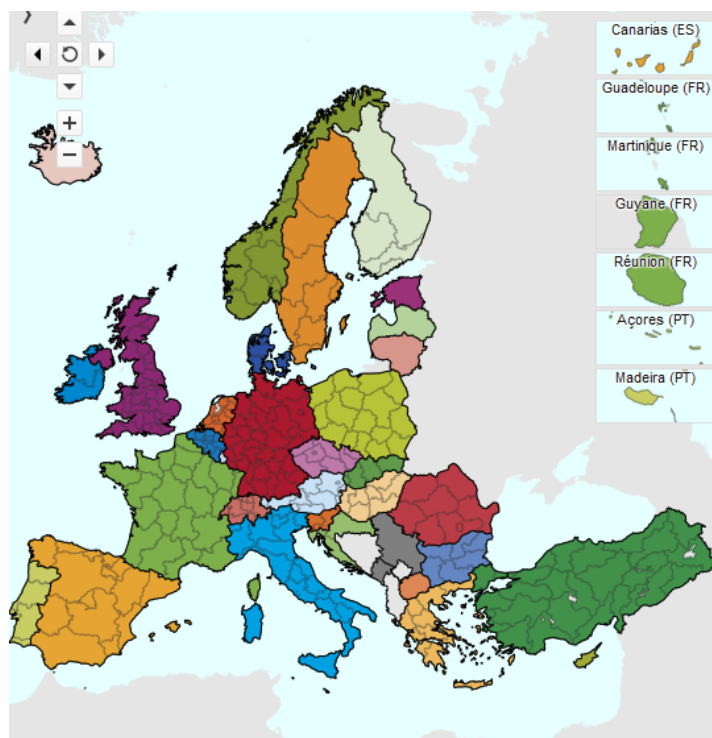 Canarias (ES)
Guadeloupe (FR)
Martinique (FR)
Guyane (FR)
Réunion (FR)
Açores (PT)
Madeira (PT)